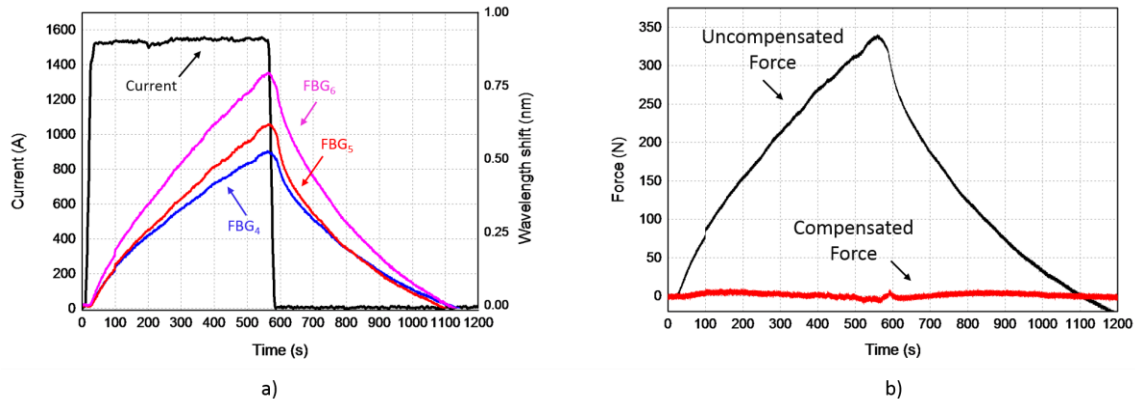 1600
1400
1200
1000
800
600
400
200
0
Current (A)
1.00
0.75
0.50
0.25
0.00
Wavelength shift (nm)
Current
FBG6
FBG5
FBG4
0 100 200 300 400 500 600 700 800 900 1000 1100 1200
Time (s)
a)
350
300
250
200
150
100
50
0
Force (N)
Uncompensated
Force
Compensated
Force
0 100 200 300 400 500 600 700 800 900 1000 1100 1200
Time (s)
b)